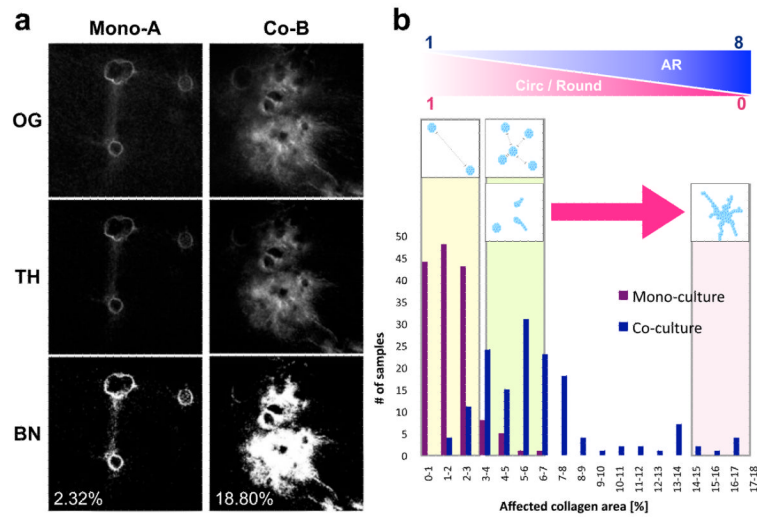 a
Mono-A
Co-B
OG
TH
BN
2.32%
18.80%
b
1
8
AR
Circ / Round
1
0
50
45
40
35
30
25
20
15
10
5
0
# of samples
Mono-culture
Co-culture
0-1
1-2
2-3
3-4
4-5
5-6
6-7
7-8
8-9
9-10
10-11
11-12
12-13
13-14
14-15
15-16
16-17
17-18
Affected collagen area [%]